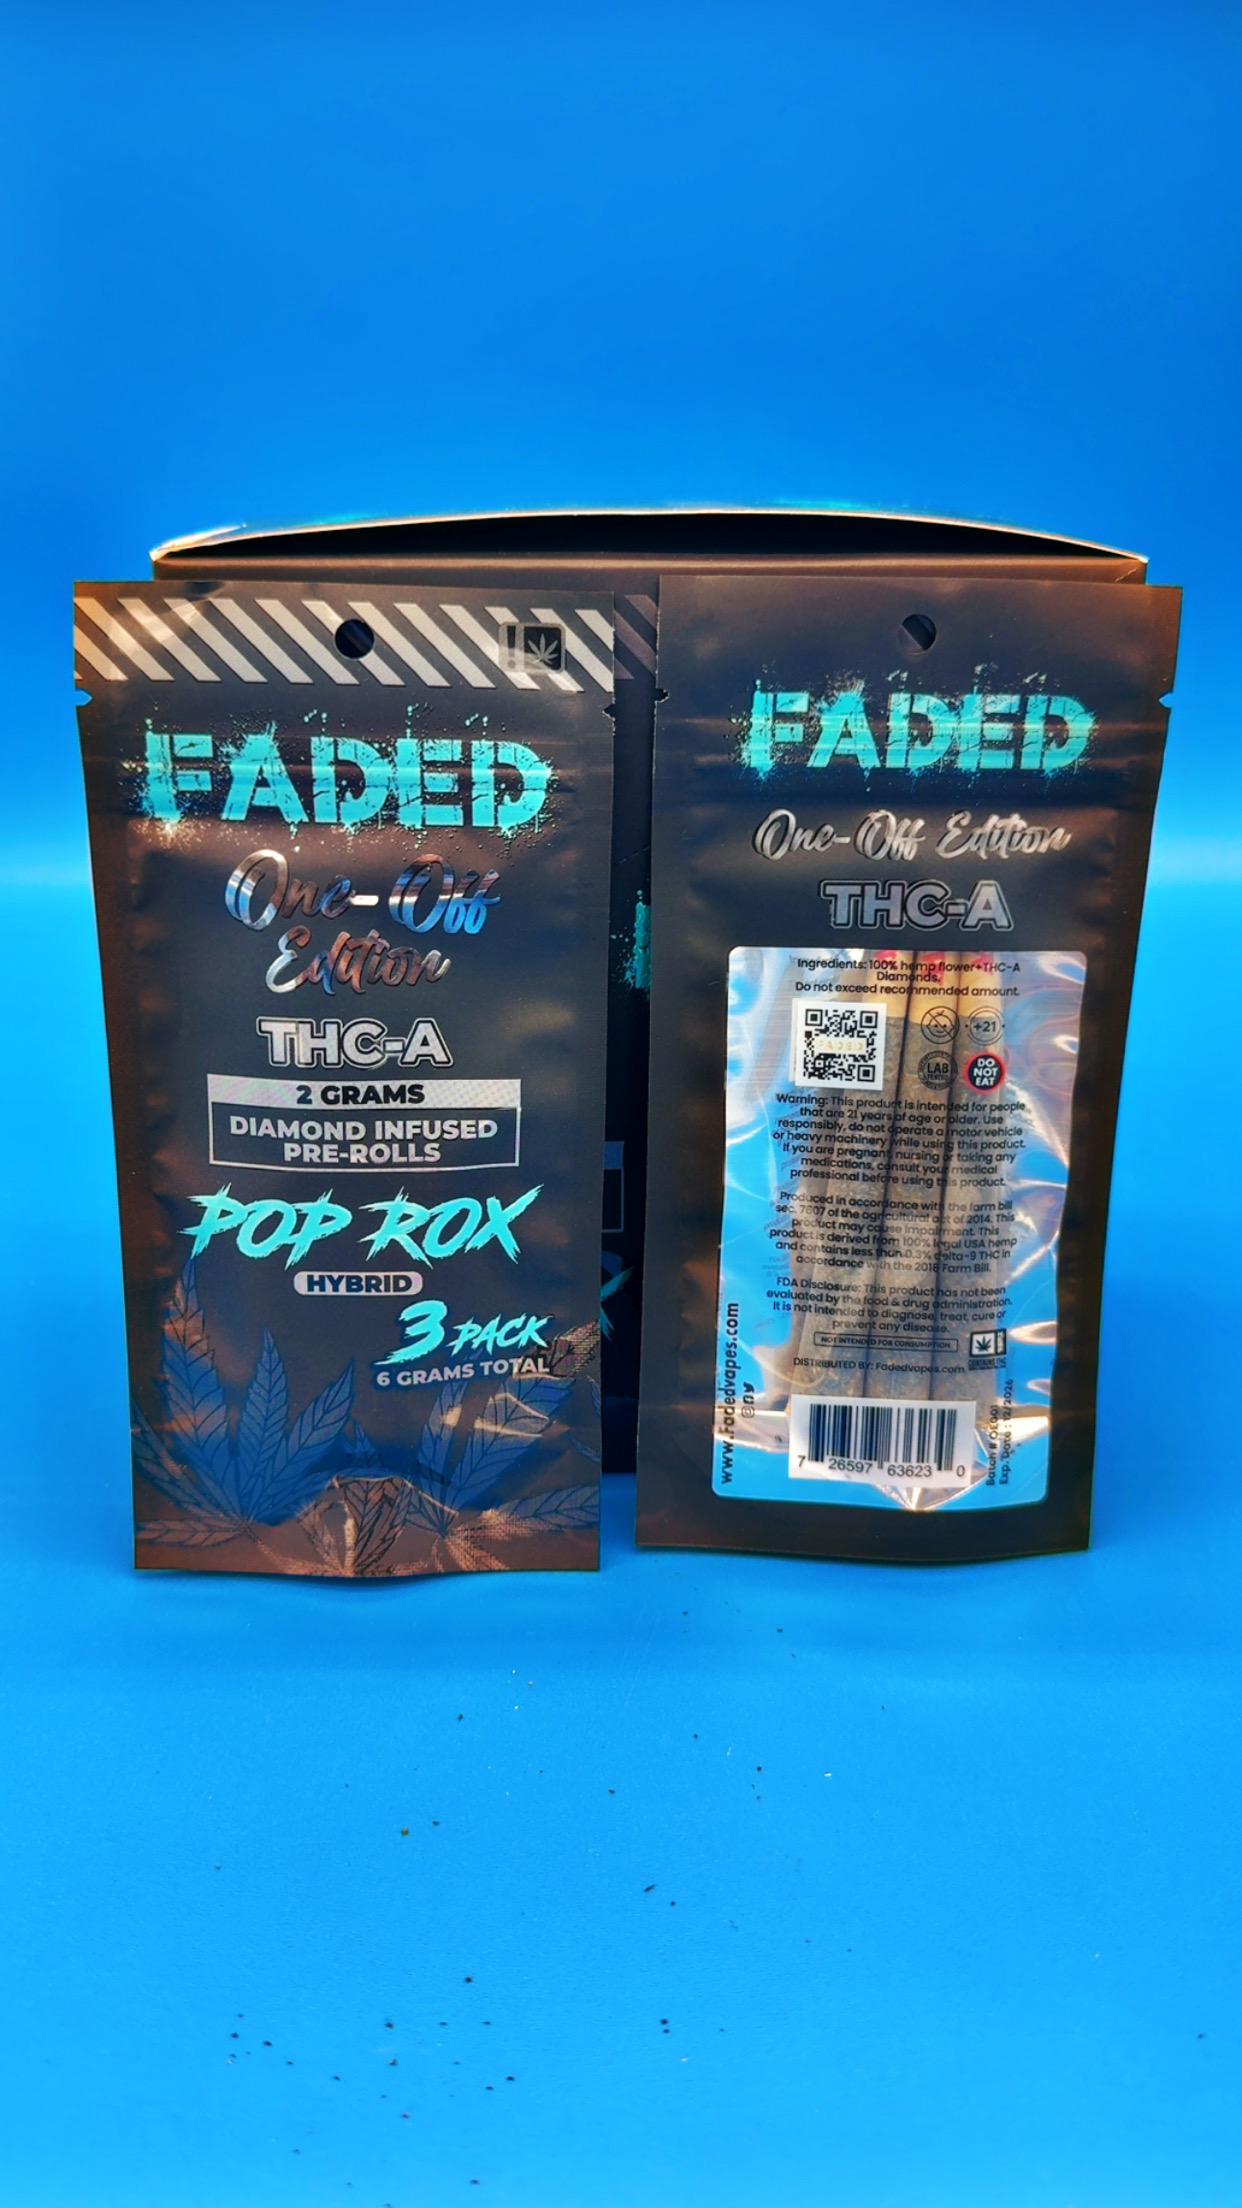 FADED
One-Off
Edition
THC-A
2 GRAMS
DIAMOND INFUSED
PRE-ROLLS
POP ROX
HYBRID
3 PACK
6 GRAMS TOTAL
FADED
One-Off Edition
THC-A
Ingredients: 100% hemp flower+THC-A
Diamonds.
Do not exceed recommended amount.
FADED
+21
LAB
DO
NOT
EAT
Warning: This product is intended for people
that are 21 years of age or older. Use
responsibly, do not operate a motor vehicle
or heavy machinery while using this product.
If you are pregnant nursing or taking any
medications, consult your medical
professional before using this product.
Produced in accordance with the farm bill
sec. 7607 of the agricultural act of 2014. This
product may cause impairment. This
product is derived from 100% legal USA hemp
and contains less than 0.3% delta-9 THC in
accordance with the 2018 Farm Bill.
FDA Disclosure: This product has not been
evaluated by the food & drug administration.
It is not intended to diagnose, treat, cure or
prevent any disease.
NOT INTENDED FOR CONSUMPTION
CONTAINS THC
DISTRIBUTED BY: Fadedvapes.com
www.Fadedvapes.com
7 26597 63623 0
Batch # OE001
Exp. Date : 12/2026